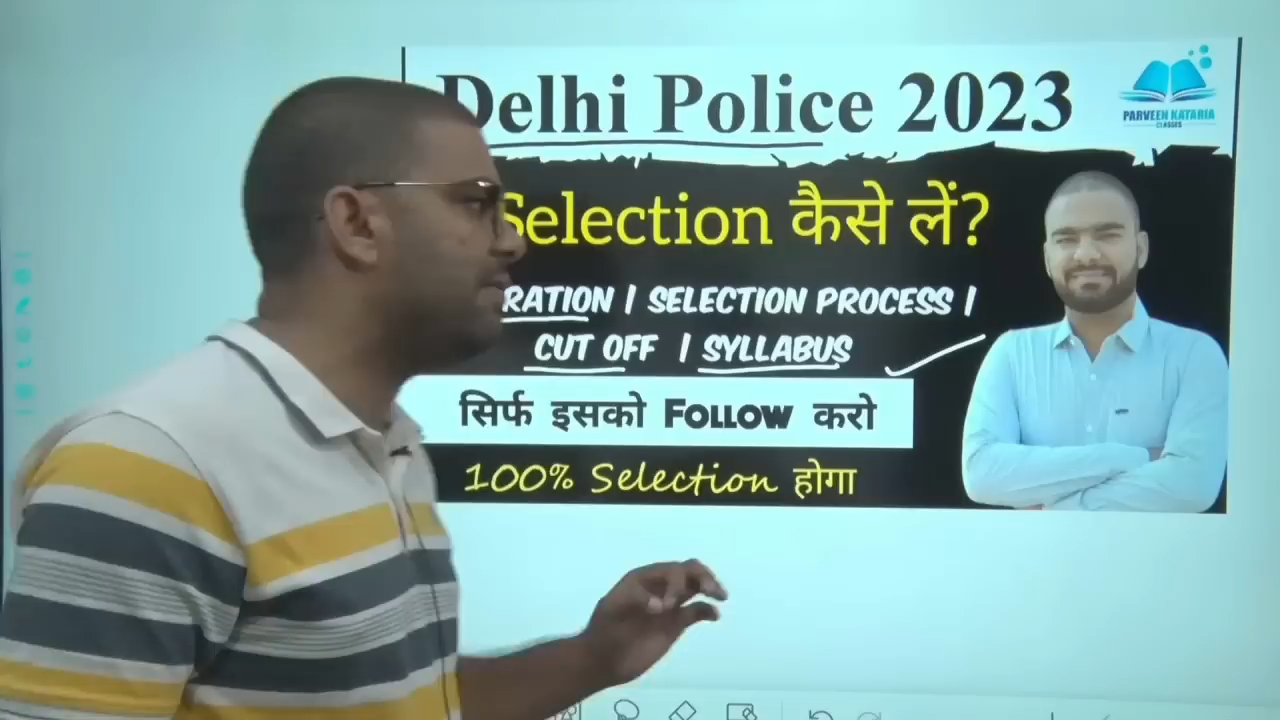 Delhi Police 2023
PARVEEN KATARIA
CLASSES
Selection कैसे लें?
RATION | SELECTION PROCESS |
CUT OFF | SYLLABUS
सिर्फ इसको FOLLOW करो
100% Selection होगा